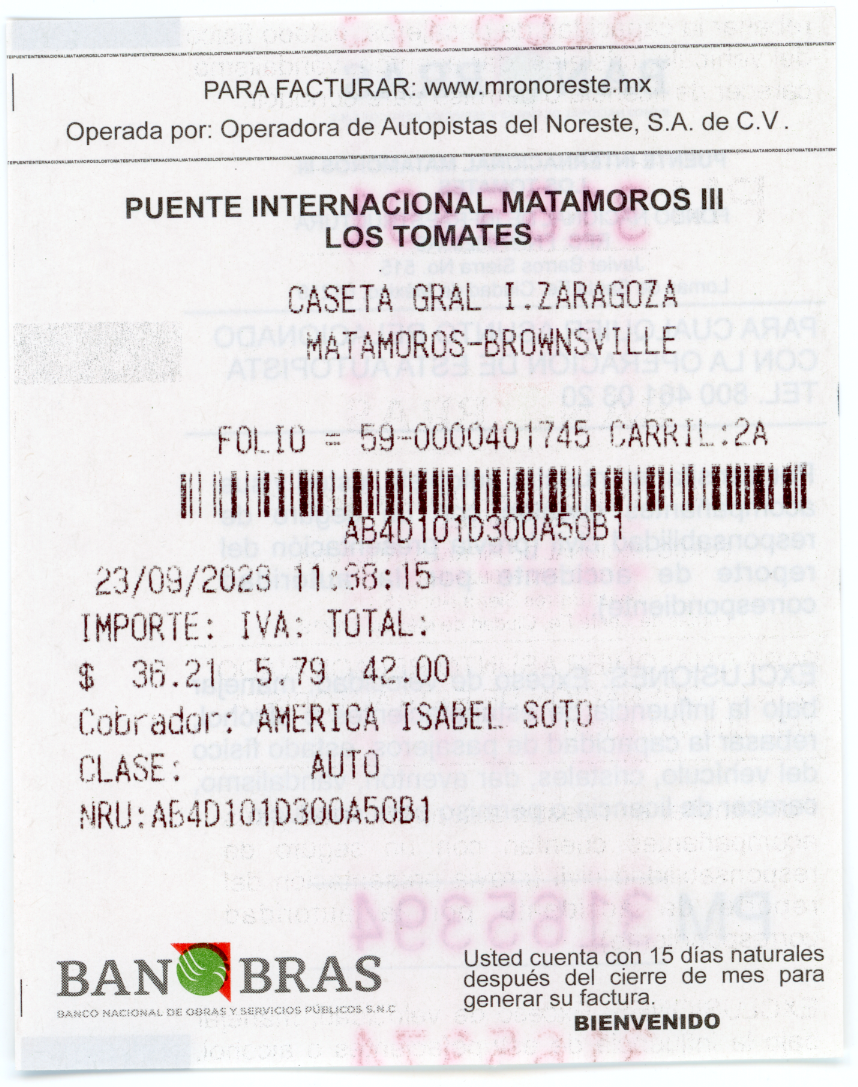 PARA FACTURAR: www.mronoreste.mx
Operada por: Operadora de Autopistas del Noreste, S.A. de C.V.
PUENTE INTERNACIONAL MATAMOROS III
LOS TOMATES
CASETA GRAL I.ZARAGOZA
MATAMOROS-BROWNSVILLE
FOLIO = 59-0000401745 CARRIL:2A
AB4D101D300A50B1
23/09/2023 11:38:15
IMPORTE: IVA: TOTAL:
$ 36.21 5.79 42.00
Cobrador: AMERICA ISABEL SOTO
CLASE: AUTO
NRU:AB4D101D300A50B1
BANOBRAS
BANCO NACIONAL DE OBRAS Y SERVICIOS PÚBLICOS S.N.C
Usted cuenta con 15 días naturales
después del cierre de mes para
generar su factura.
BIENVENIDO